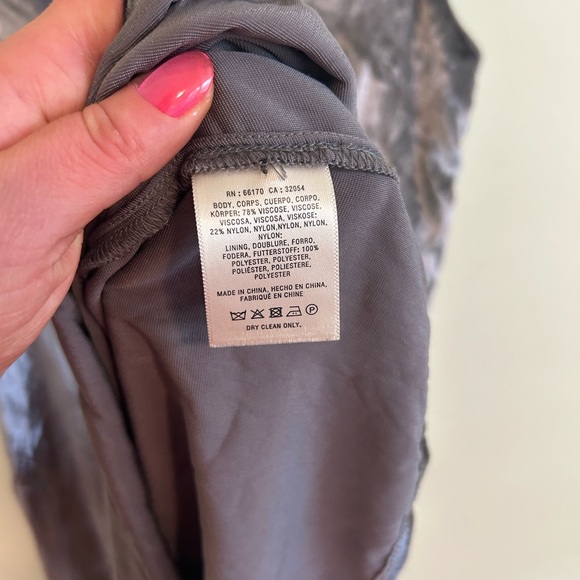 RN : 66170 CA : 32054
BODY, CORPS, CUERPO, CORPO,
KÖRPER: 78% VISCOSE, VISCOSE,
VISCOSA, VISCOSA, VISKOSE:
22% NYLON, NYLON,NYLON, NYLON,
NYLON:
LINING, DOUBLURE, FORRO,
FODERA, FUTTERSTOFF: 100%
POLYESTER, POLYESTER,
POLIÉSTER, POLIESTERE,
POLYESTER
MADE IN CHINA, HECHO EN CHINA,
FABRIQUÉ EN CHINE
P
DRY CLEAN ONLY.